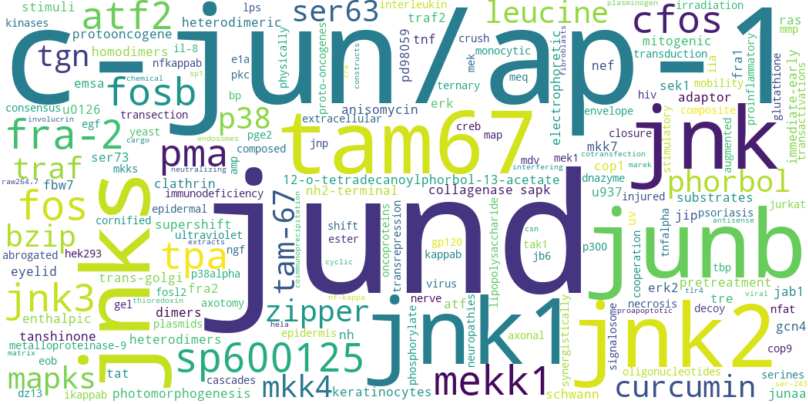 stimuli
lps
interleukin
ser63
leucine
cfos
irradiation
plasminogen
kinases
atf2
heterodimeric
traf2
ras
mmp
protooncogene
c-jun/ap-1
tgn
il-8
homodimers
nfkappab
physically
proto-oncogenes
constructs
pd98059
tnf
crush
monocytic
mek
meq
fibroblasts
mitogenic
transduction
nef
electrophoretic
fra1
iia
proinflammatory
immediate-early
transactivations
consensus
emsa
u0126
fosb
chemical
sp1
e1a
pkc
bp
p38
anisomycin
extracellular
ternary
erk
sek1
mobility
glutathione
fra-2
egf
transection
yeast
composed
tam67
creb
map
envelope
hiv
adaptor
composite
traf
ser73
mkks
involucrin
cargo
pge2
jnp
mkk7
cop1
closure
stimulatory
augmented
jnk
raw264.7
fbw7
clathrin
endosomes
pma
amp
12-o-tetradecanoylphorbol-13-acetate
mdv
mek1
interfering
cotransfection
marek
dnazyme
phorbol
immunodeficiency
neutralizing
nh2-terminal
collagenase
sapk
u937
injured
substrates
jurkat
fos
cornified
epidermal
supershift
tam-67
jund
shift
ester
coimmunoprecipitation
oncoproteins
transrepression
gp120
kappab
lipopolysaccharide
csn
tak1
jb6
p300
tnfalpha
uv
jip
psoriasis
antisense
bzip
abrogated
hek293
jnks
ultraviolet
extracts
tpa
ngf
junb
eyelid
trans-golgi
p38alpha
cyclic
virus
cooperation
tbp
tlr4
viral
pretreatment
jnk3
enthalpic
fosl2
fra2
axotomy
thioredoxin
gel
dimers
plasmids
zipper
hela
nf-kappa
nerve
atf
phosphorylate
neuropathies
jnk1
axonal
synergistically
jnk2
erk2
tre
jab1
necrosis
decoy
nfat
gcn4
proapoptotic
signalosome
tanshinone
metalloproteinase-9
heterodimers
epidermis
nh
cop9
matrix
eob
tat
sp600125
mapks
ikappab
cascades
mkk4
mekk1
oligonucleotides
serines
ser-243
dz13
photomorphogenesis
keratinocytes
schwann
curcumin
junaa